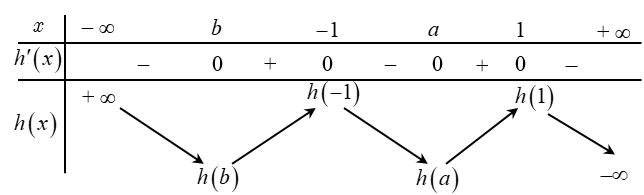 x −∞ b −1 a 1 +∞
h′(x) − 0 + 0 − 0 + 0 −
h(x) +∞ h(−1) h(1)
h(b) h(a) −∞